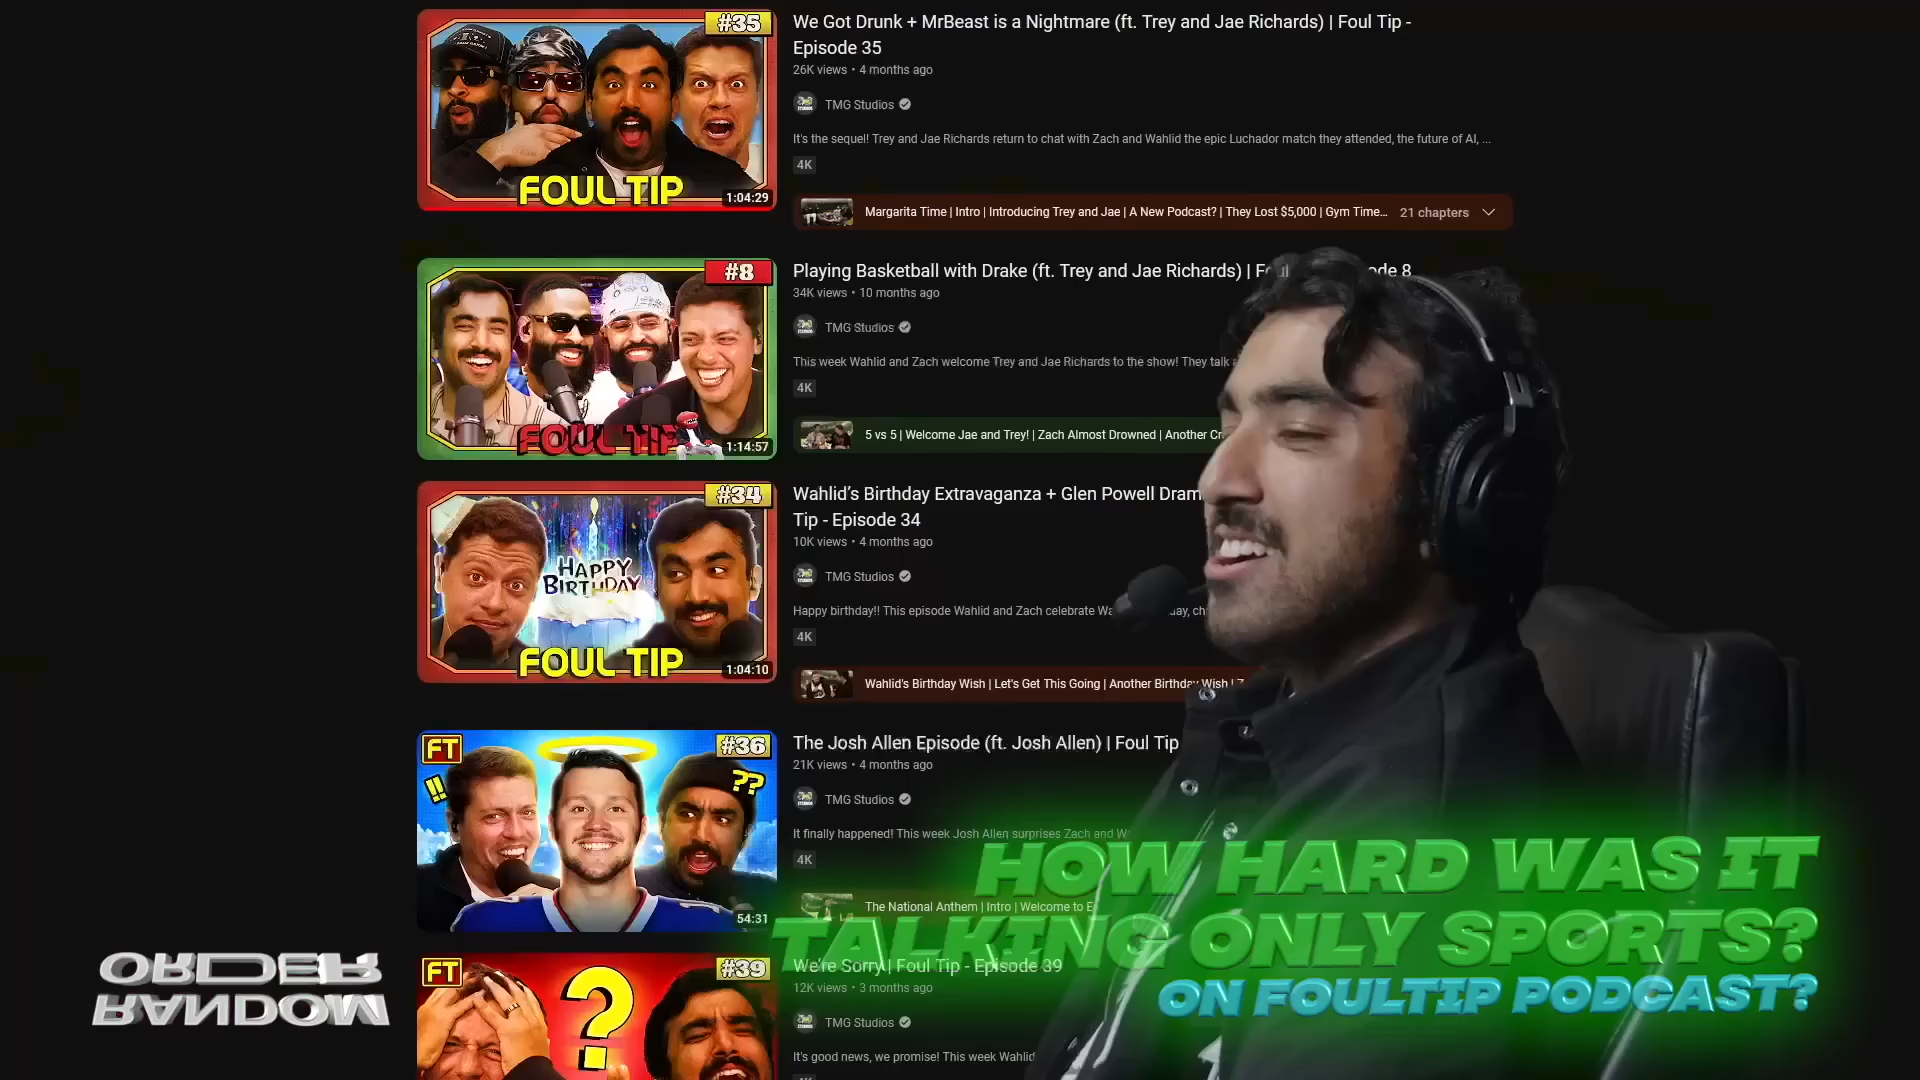 #35
FOUL TIP
1:04:29
We Got Drunk + MrBeast is a Nightmare (ft. Trey and Jae Richards) | Foul Tip -
Episode 35
26K views • 4 months ago
TMG Studios
It's the sequel! Trey and Jae Richards return to chat with Zach and Wahlid the epic Luchador match they attended, the future of AI, ...
4K
Margarita Time | Intro | Introducing Trey and Jae | A New Podcast? | They Lost $5,000 | Gym Time...
21 chapters
#8
FOUL TIP
1:14:57
Playing Basketball with Drake (ft. Trey and Jae Richards) |
8
34K views • 10 months ago
TMG Studios
This week Wahlid and Zach welcome Trey and Jae Richards to the show! They talk
4K
5 vs 5 | Welcome Jae and Trey! | Zach Almost Drowned | Another
#34
HAPPY
BIRTHDAY
FOUL TIP
1:04:10
Wahlid's Birthday Extravaganza + Glen Powell
Tip - Episode 34
10K views • 4 months ago
TMG Studios
Happy birthday!! This episode Wahlid and Zach celebrate
4K
Wahlid's Birthday Wish | Let's Get This Going | Another Birthday Wish |
FT
#36
!!
??
54:31
The Josh Allen Episode (ft. Josh Allen) | Foul Tip
21K views • 4 months ago
TMG Studios
It finally happened! This week Josh Allen surprises Zach and
4K
The National Anthem | Intro | Welcome to
FT
#39
?
We're Sorry | Foul Tip - Episode 39
12K views • 3 months ago
TMG Studios
It's good news, we promise! This week Wahlid
HOW HARD WAS IT
TALKING ONLY SPORTS?
ON FOULTIP PODCAST?
RANDOM
ORDER